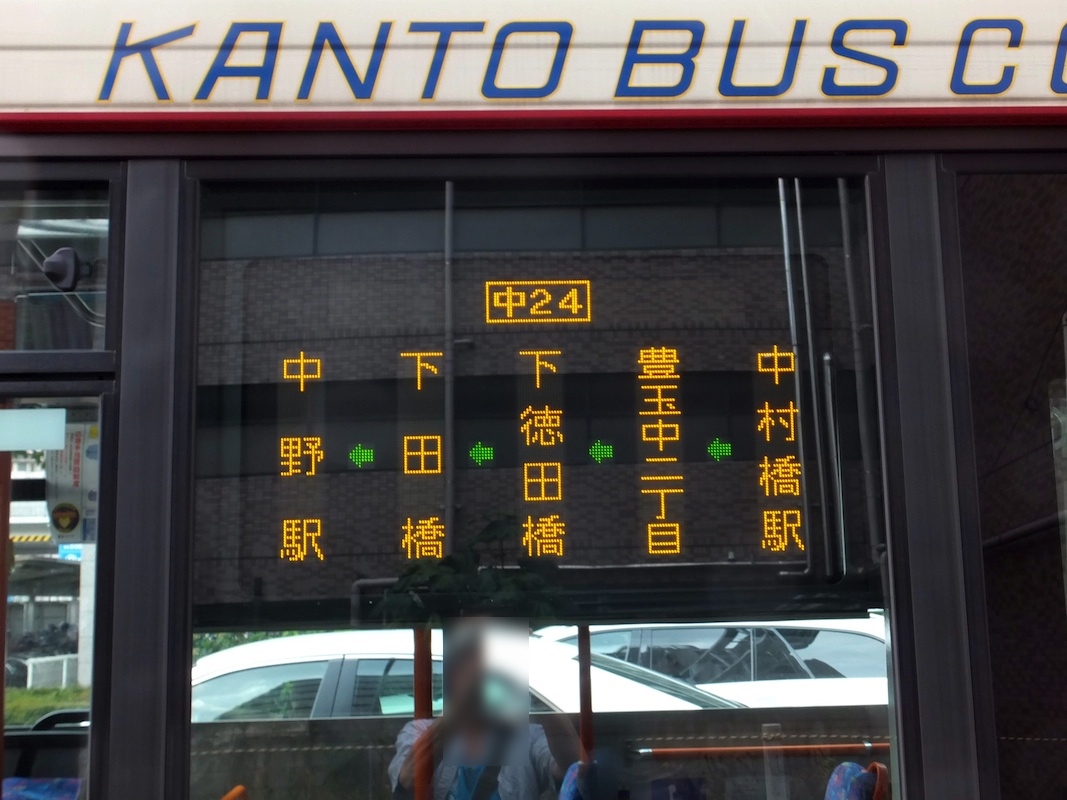 KANTO BUS C
中24
中村橋駅
豊玉中二丁目
下徳田橋
下田橋
中野駅